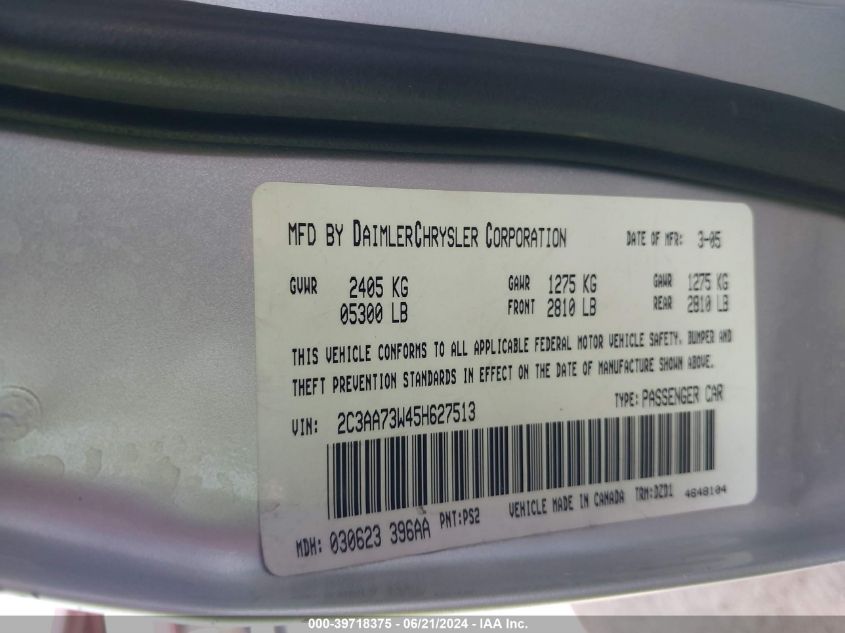 MFD BY DAIMLERCHRYSLER CORPORATION DATE OF MFR: 3-05
GVWR 2405 KG GAWR 1275 KG GAWR 1275 KG
05300 LB FRONT 2810 LB REAR 2810 LB
THIS VEHICLE CONFORMS TO ALL APPLICABLE FEDERAL MOTOR VEHICLE SAFETY, BUMPER AND
THEFT PREVENTION STANDARDS IN EFFECT ON THE DATE OF MANUFACTURE SHOWN ABOVE.
VIN: 2C3AA73W45H627513 TYPE: PASSENGER CAR
MDH: 030623 396AA PNT:PS2 VEHICLE MADE IN CANADA TRM:DZD1 4648104
000-39718375 - 06/21/2024 - IAA Inc.